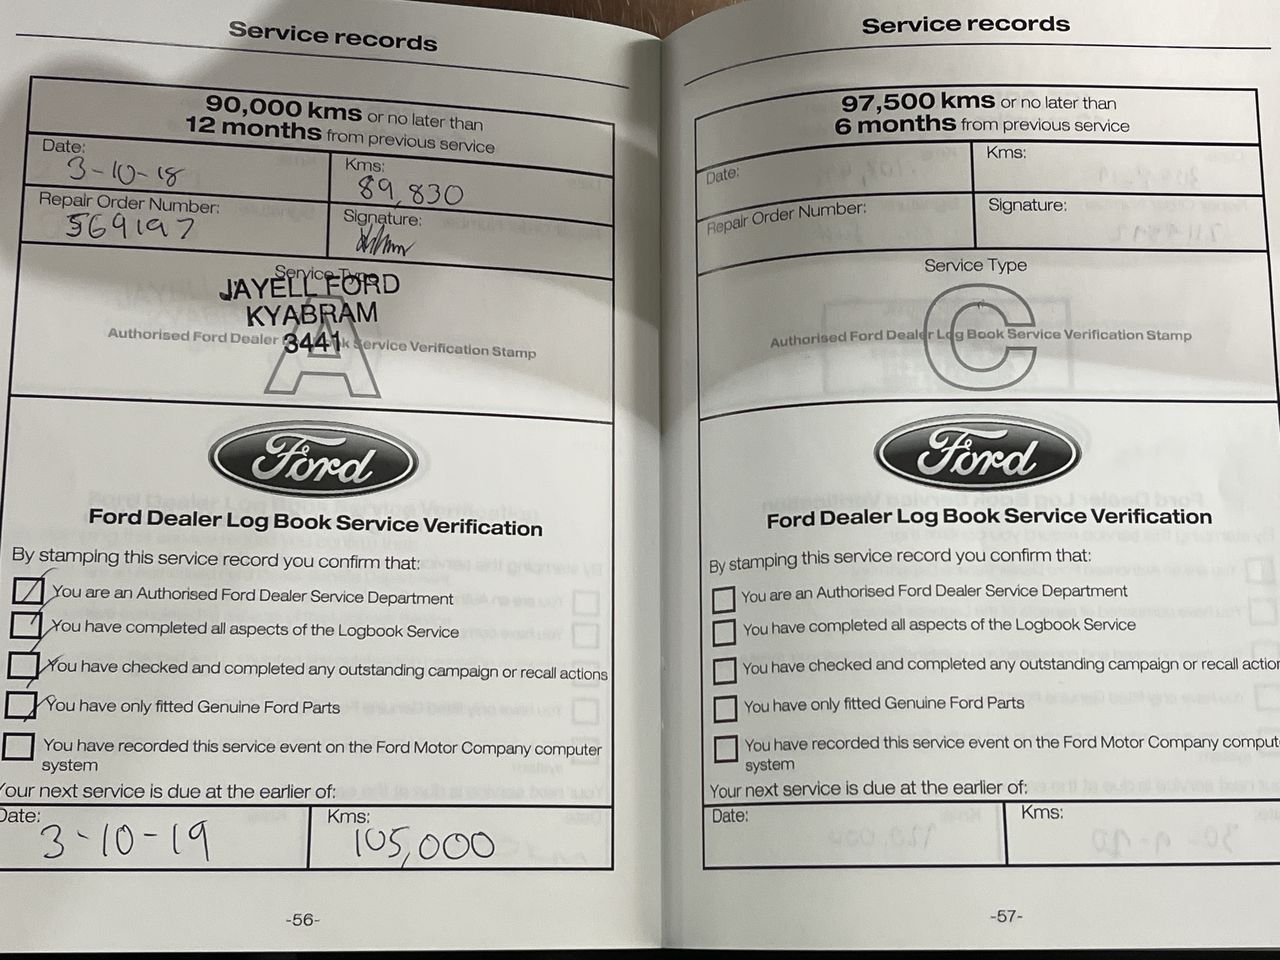 Service records
90,000 kms or no later than
12 months from previous service
Date:
3-10-18
Kms:
89,830
Repair Order Number:
369197
Signature:
Service Type
JAYELL FORD
KYABRAM
3441
A
Authorised Ford Dealer Log Book Service Verification Stamp
Ford
Ford Dealer Log Book Service Verification
By stamping this service record you confirm that:
You are an Authorised Ford Dealer Service Department
You have completed all aspects of the Logbook Service
You have checked and completed any outstanding campaign or recall actions
You have only fitted Genuine Ford Parts
You have recorded this service event on the Ford Motor Company computer
system
Your next service is due at the earlier of:
Date:
3-10-19
Kms:
105,000
-56-
Service records
97,500 kms or no later than
6 months from previous service
Date:
Kms:
Repair Order Number:
Signature:
Service Type
C
Authorised Ford Dealer Log Book Service Verification Stamp
Ford
Ford Dealer Log Book Service Verification
By stamping this service record you confirm that:
You are an Authorised Ford Dealer Service Department
You have completed all aspects of the Logbook Service
You have checked and completed any outstanding campaign or recall action
You have only fitted Genuine Ford Parts
You have recorded this service event on the Ford Motor Company comput
system
Your next service is due at the earlier of:
Date:
Kms:
-57-